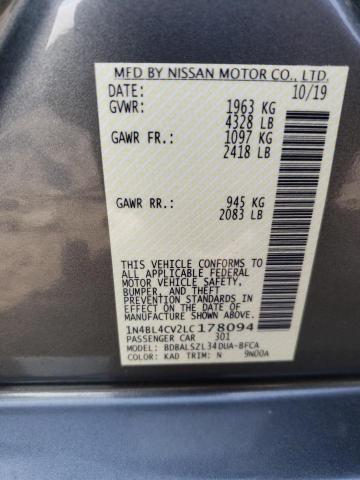 MFD BY NISSAN MOTOR CO., LTD.
DATE: 10/19
GVWR: 1963 KG
4328 LB
GAWR FR.: 1097 KG
2418 LB
GAWR RR.: 945 KG
2083 LB
THIS VEHICLE CONFORMS TO
ALL APPLICABLE FEDERAL
MOTOR VEHICLE SAFETY,
BUMPER, AND THEFT
PREVENTION STANDARDS IN
EFFECT ON THE DATE OF
MANUFACTURE SHOWN ABOVE.
1N4BL4CV2LC178094
PASSENGER CAR 301
MODEL: BDBALSZL34DUA-BFCA
COLOR: KAD TRIM: N 9N00A